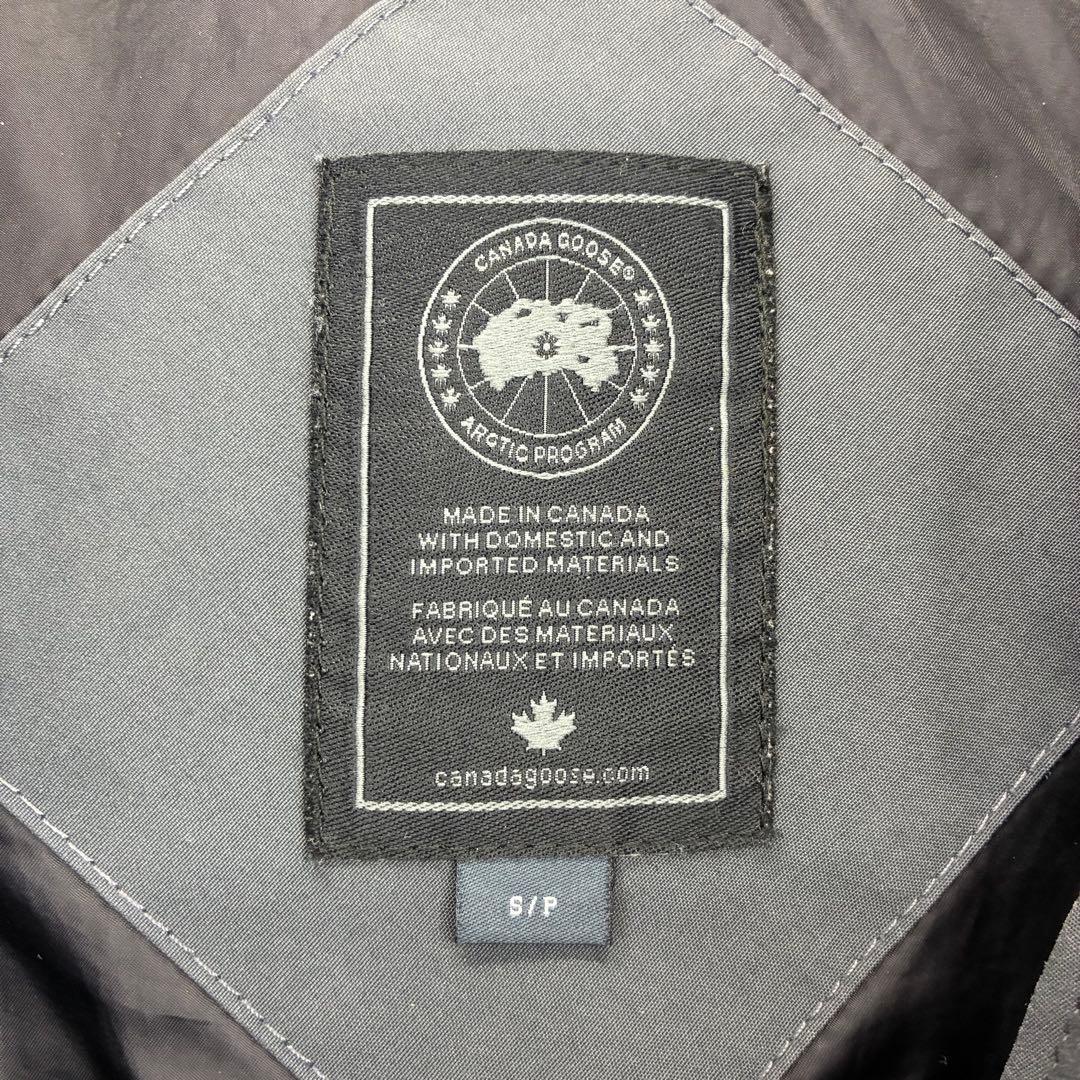 CANADA GOOSE®
ARCTIC PROGRAM
MADE IN CANADA
WITH DOMESTIC AND
IMPORTED MATERIALS
FABRIQUÉ AU CANADA
AVEC DES MATERIAUX
NATIONAUX ET IMPORTÉS
canadagoose.com
S/P